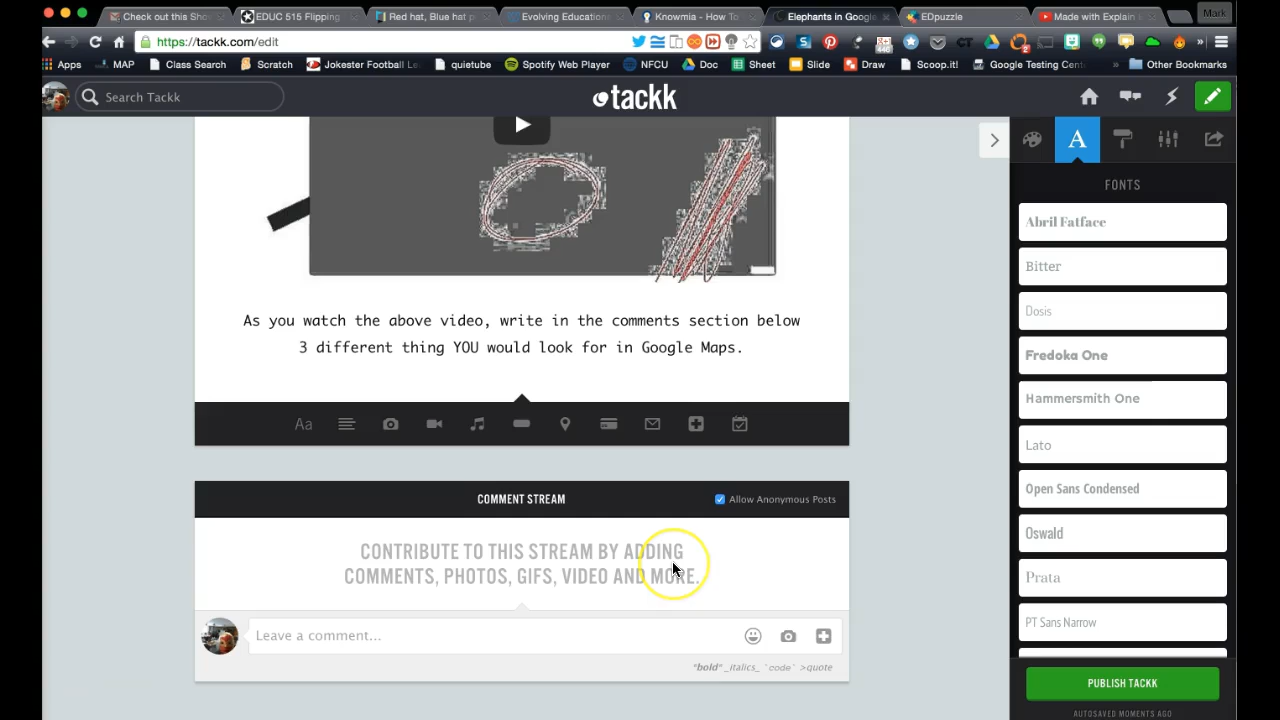 Check out this Sho
EDUC 515 Flipping
Red hat, Blue hat p
Evolving Education
Knowmia - How To
Elephants in Google
EDpuzzle
Made with Explain
Mark
https://tackk.com/edit
Apps
MAP
Class Search
Scratch
Jokester Football Le
quietube
Spotify Web Player
NFCU
Doc
Sheet
Slide
Draw
Scoop.it!
Google Testing Cent
Other Bookmarks
Search Tackk
tackk
A
FONTS
Abril Fatface
Bitter
Dosis
Fredoka One
Hammersmith One
Lato
Open Sans Condensed
Oswald
Prata
PT Sans Narrow
PUBLISH TACKK
AUTOSAVED MOMENTS AGO
As you watch the above video, write in the comments section below
3 different thing YOU would look for in Google Maps.
Aa
COMMENT STREAM
Allow Anonymous Posts
CONTRIBUTE TO THIS STREAM BY ADDING
COMMENTS, PHOTOS, GIFS, VIDEO AND MORE.
Leave a comment...
*bold* _italics_ `code` >quote